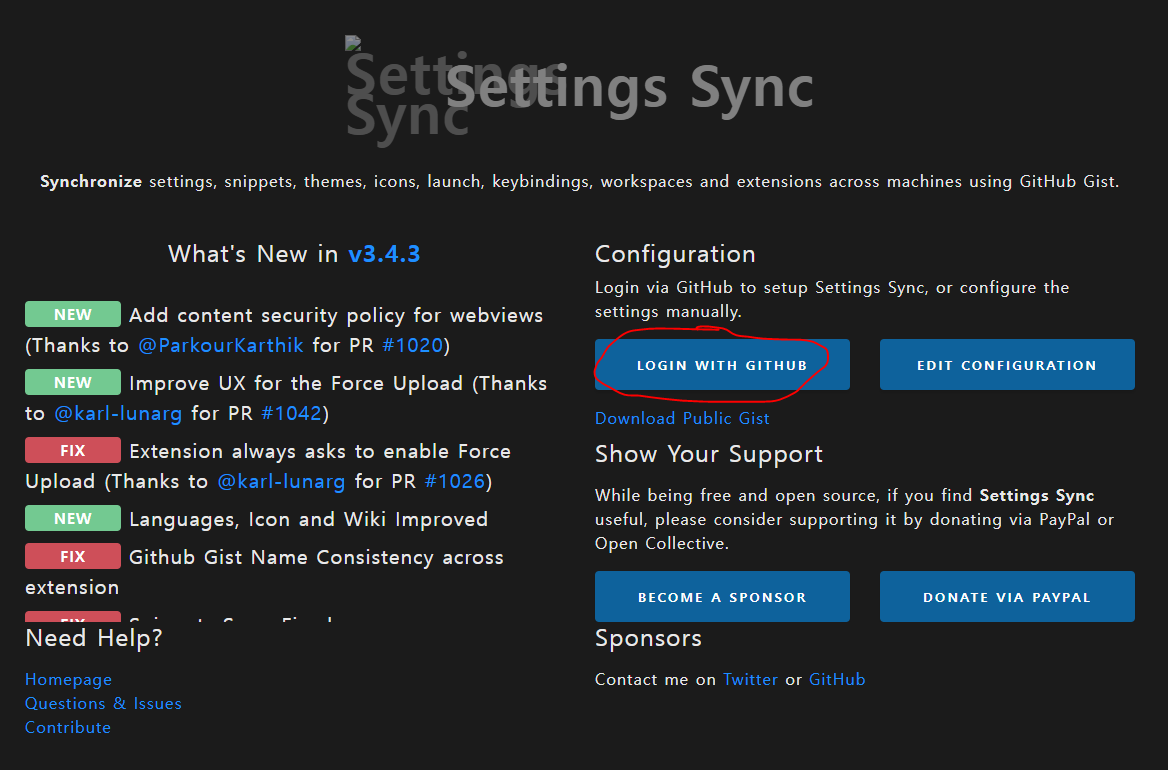 Settings
Sync
Settings Sync
Synchronize settings, snippets, themes, icons, launch, keybindings, workspaces and extensions across machines using GitHub Gist.
What's New in v3.4.3
NEW Add content security policy for webviews
(Thanks to @ParkourKarthik for PR #1020)
NEW Improve UX for the Force Upload (Thanks
to @karl-lunarg for PR #1042)
FIX Extension always asks to enable Force
Upload (Thanks to @karl-lunarg for PR #1026)
NEW Languages, Icon and Wiki Improved
FIX Github Gist Name Consistency across
extension
FIX
Need Help?
Homepage
Questions & Issues
Contribute
Configuration
Login via GitHub to setup Settings Sync, or configure the
settings manually.
LOGIN WITH GITHUB EDIT CONFIGURATION
Download Public Gist
Show Your Support
While being free and open source, if you find Settings Sync
useful, please consider supporting it by donating via PayPal or
Open Collective.
BECOME A SPONSOR DONATE VIA PAYPAL
Sponsors
Contact me on Twitter or GitHub